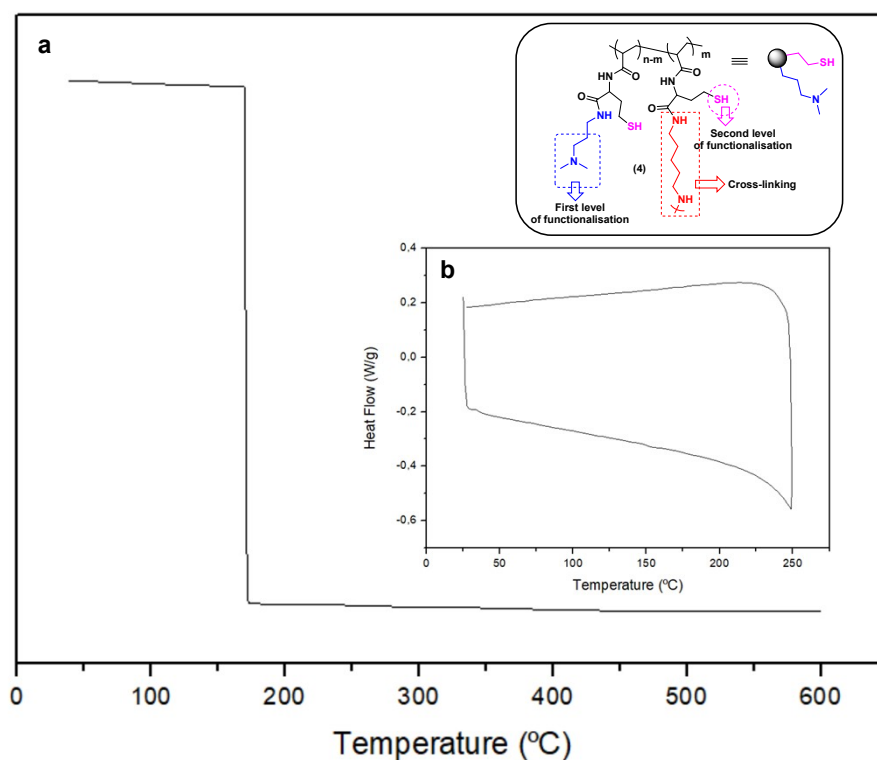 a
n-m
m
O
HN
O
NH
SH
N
First level
of functionalisation
O
NH
O
NH
SH
Second level
of functionalisation
(4)
Cross-linking
NH
≡
SH
N
b
0,4
0,2
0,0
-0,2
-0,4
-0,6
Heat Flow (W/g)
0
50
100
150
200
250
Temperature (ºC)
0
100
200
300
400
500
600
Temperature (ºC)